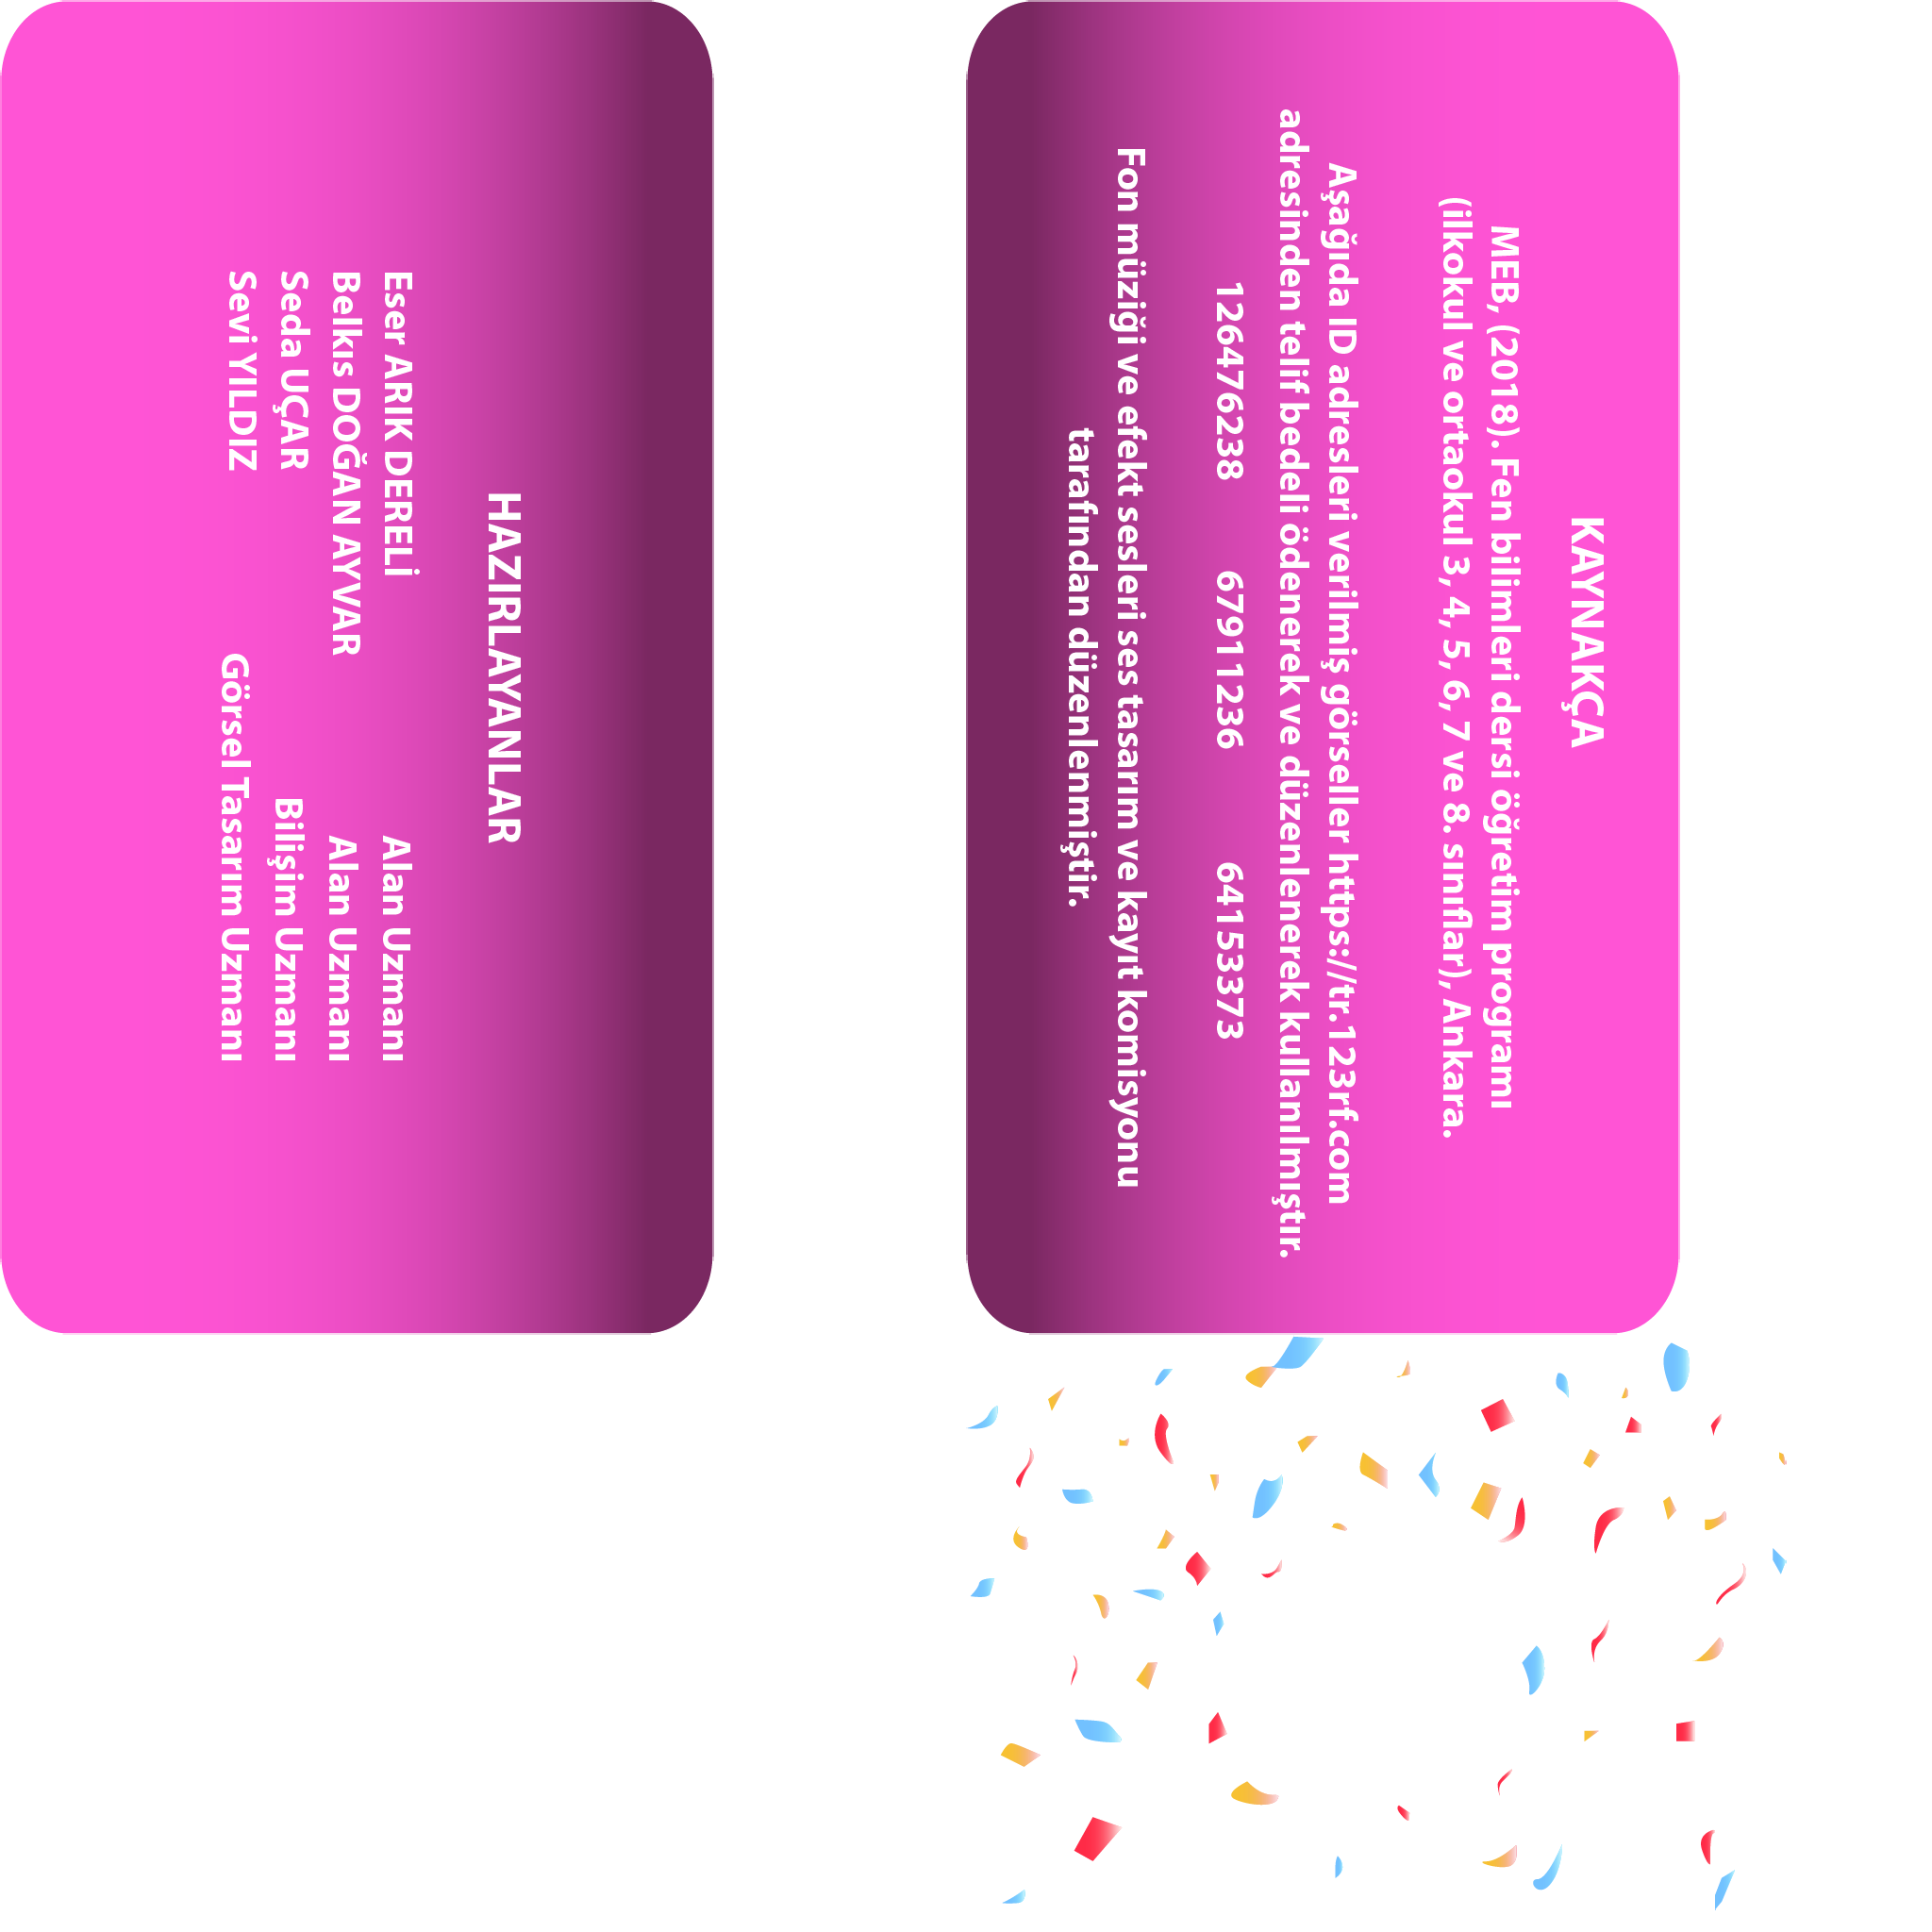 HAZIRLAYANLAR
Eser ARIK DERELİ Alan Uzmanı
Belkıs DOĞAN AYVAR Alan Uzmanı
Seda UÇAR Bilişim Uzmanı
Sevi YILDIZ Görsel Tasarım Uzmanı
KAYNAKÇA
MEB, (2018). Fen bilimleri dersi öğretim programı
(ilkokul ve ortaokul 3, 4, 5, 6, 7 ve 8. sınıflar), Ankara.
Aşağıda ID adresleri verilmiş görseller https://tr.123rf.com
adresinden telif bedeli ödenerek ve düzenlenerek kullanılmıştır.
126476238 67911236 64153373
Fon müziği ve efekt sesleri ses tasarım ve kayıt komisyonu
tarafından düzenlenmiştir.